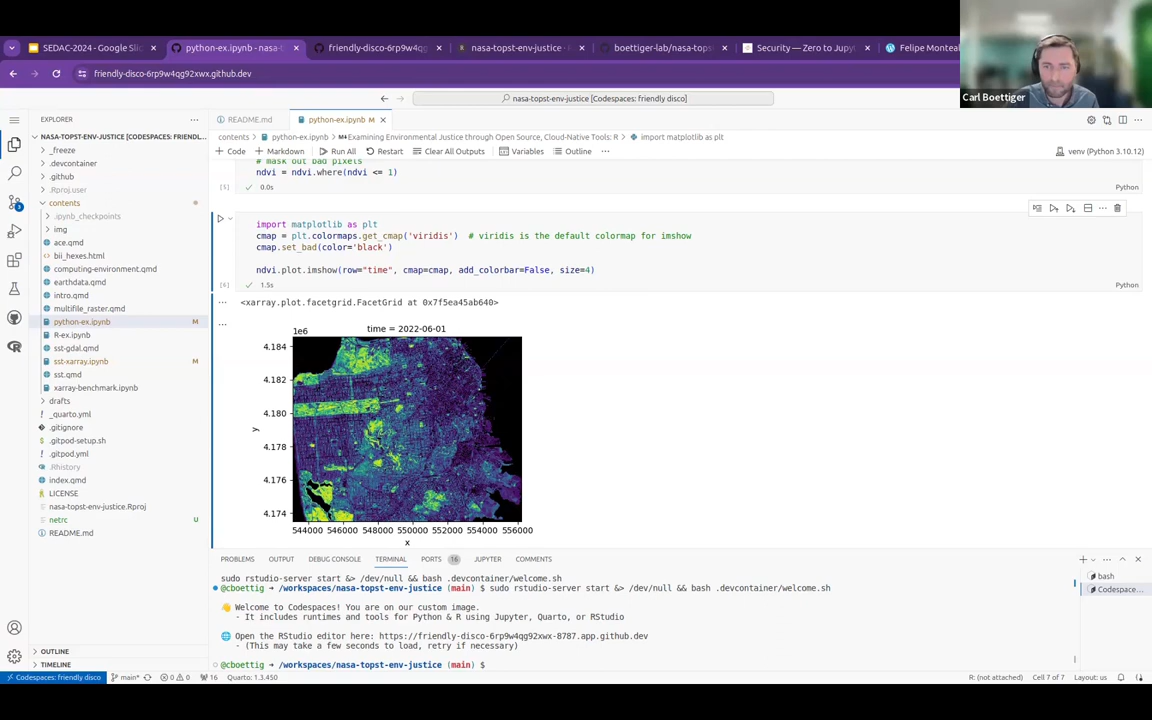 SEDAC-2024 - Google Sli
python-ex.ipynb - nasa-t
friendly-disco-6rp9w4qg
nasa-topst-env-justice -
boettiger-lab/nasa-tops
Security — Zero to Jupy
Felipe Monteal
friendly-disco-6rp9w4qg92xwx.github.dev
Carl Boettiger
nasa-topst-env-justice [Codespaces: friendly disco]
EXPLORER
README.md
python-ex.ipynb M
NASA-TOPST-ENV-JUSTICE [CODESPACES: FRIENDL...
contents > python-ex.ipynb > Examining Environmental Justice through Open Source, Cloud-Native Tools: R > import matplotlib as plt
Code
Markdown
Run All
Restart
Clear All Outputs
Variables
Outline
venv (Python 3.10.12)
_freeze
.devcontainer
.github
.Rproj.user
contents
.ipynb_checkpoints
img
ace.qmd
bii_hexes.html
computing-environment.qmd
earthdata.qmd
intro.qmd
multifile_raster.qmd
python-ex.ipynb M
R-ex.ipynb
sst-gdal.qmd
sst-xarray.ipynb M
sst.qmd
xarray-benchmark.ipynb
drafts
_quarto.yml
.gitignore
.gitpod-setup.sh
.gitpod.yml
.Rhistory
index.qmd
LICENSE
nasa-topst-env-justice.Rproj
netrc U
README.md
OUTLINE
TIMELINE
3
# mask out bad pixels
ndvi = ndvi.where(ndvi <= 1)
[5]
0.0s
Python
import matplotlib as plt
cmap = plt.colormaps.get_cmap('viridis') # viridis is the default colormap for imshow
cmap.set_bad(color='black')
ndvi.plot.imshow(row="time", cmap=cmap, add_colorbar=False, size=4)
[6]
1.5s
Python
<xarray.plot.facetgrid.FacetGrid at 0x7f5ea45ab640>
1e6
time = 2022-06-01
4.184
4.182
4.180
4.178
4.176
4.174
y
544000 546000 548000 550000 552000 554000 556000
x
PROBLEMS
OUTPUT
DEBUG CONSOLE
TERMINAL
PORTS 16
JUPYTER
COMMENTS
sudo rstudio-server start &> /dev/null && bash .devcontainer/welcome.sh
@cboettig ➜ /workspaces/nasa-topst-env-justice (main) $ sudo rstudio-server start &> /dev/null && bash .devcontainer/welcome.sh
👋 Welcome to Codespaces! You are on our custom image.
- It includes runtimes and tools for Python & R using Jupyter, Quarto, or RStudio
🌐 Open the RStudio editor here: https://friendly-disco-6rp9w4qg92xwx-8787.app.github.dev
- (This may take a few seconds to load, retry if necessary)
@cboettig ➜ /workspaces/nasa-topst-env-justice (main) $
bash
Codespace...
Codespaces: friendly disco
main*
0
0
16
Quarto: 1.3.450
R: (not attached)
Cell 7 of 7
Layout: us